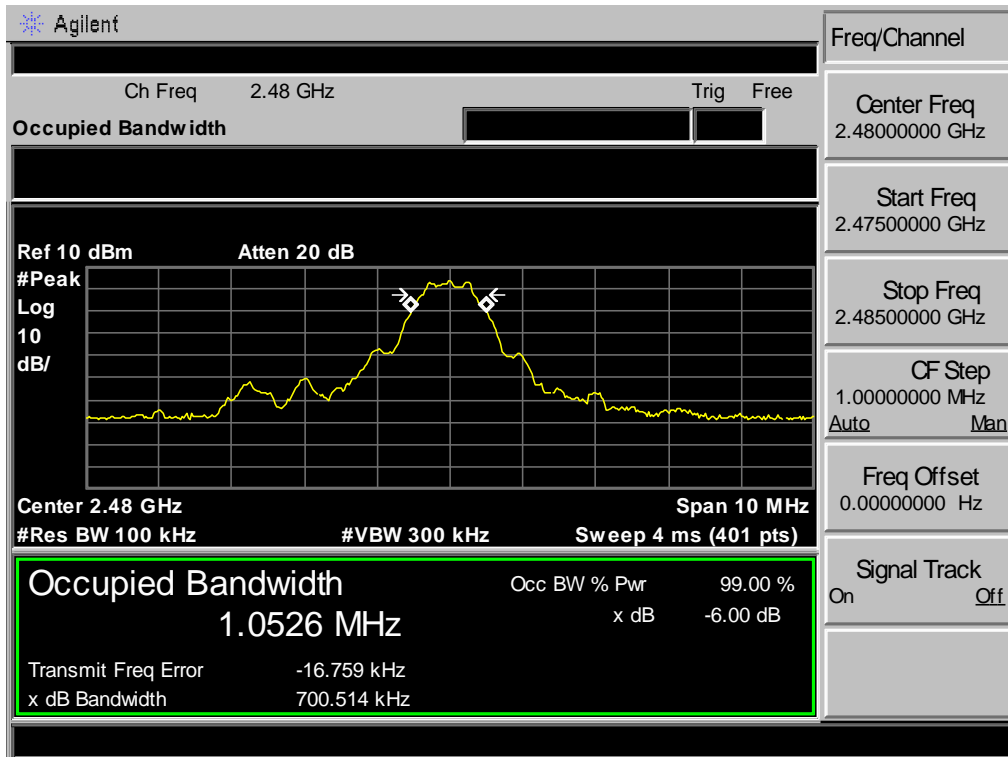 Agilent
Freq/Channel
Ch Freq 2.48 GHz Trig Free
Occupied Bandwidth
Center Freq
2.48000000 GHz
Start Freq
2.47500000 GHz
Stop Freq
2.48500000 GHz
CF Step
1.00000000 MHz
Auto Man
Freq Offset
0.00000000 Hz
Signal Track
On Off
Ref 10 dBm Atten 20 dB
#Peak
Log
10
dB/
Center 2.48 GHz Span 10 MHz
#Res BW 100 kHz #VBW 300 kHz Sweep 4 ms (401 pts)
Occupied Bandwidth
1.0526 MHz
Occ BW % Pwr 99.00 %
x dB -6.00 dB
Transmit Freq Error -16.759 kHz
x dB Bandwidth 700.514 kHz